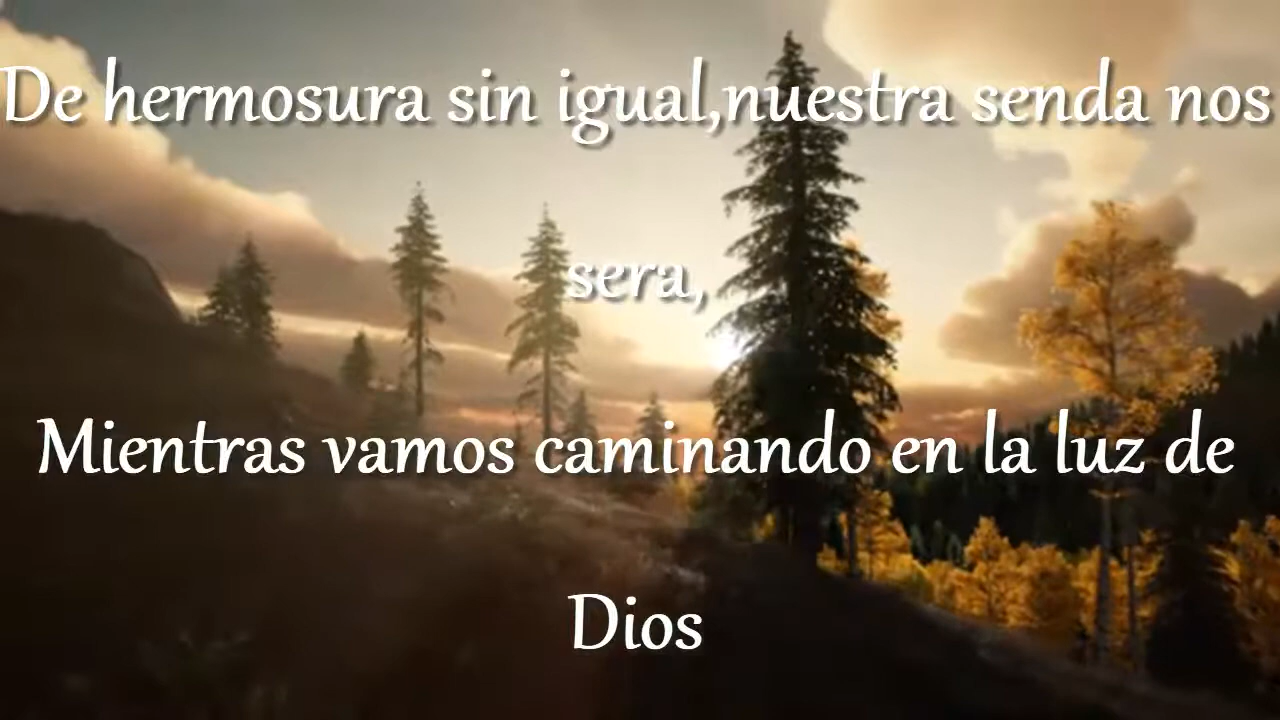 De hermosura sin igual,nuestra senda nos
sera,
Mientras vamos caminando en la luz de
Dios